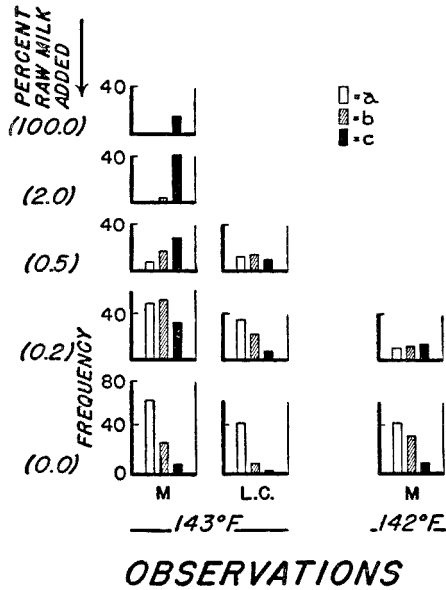 PERCENT
RAW MILK
ADDED
= a
= b
= c
(100.0)
40
(2.0)
40
(0.5)
40
(0.2)
40
FREQUENCY
80
40
0
(0.0)
M
L.C.
M
143°F
142°F
OBSERVATIONS